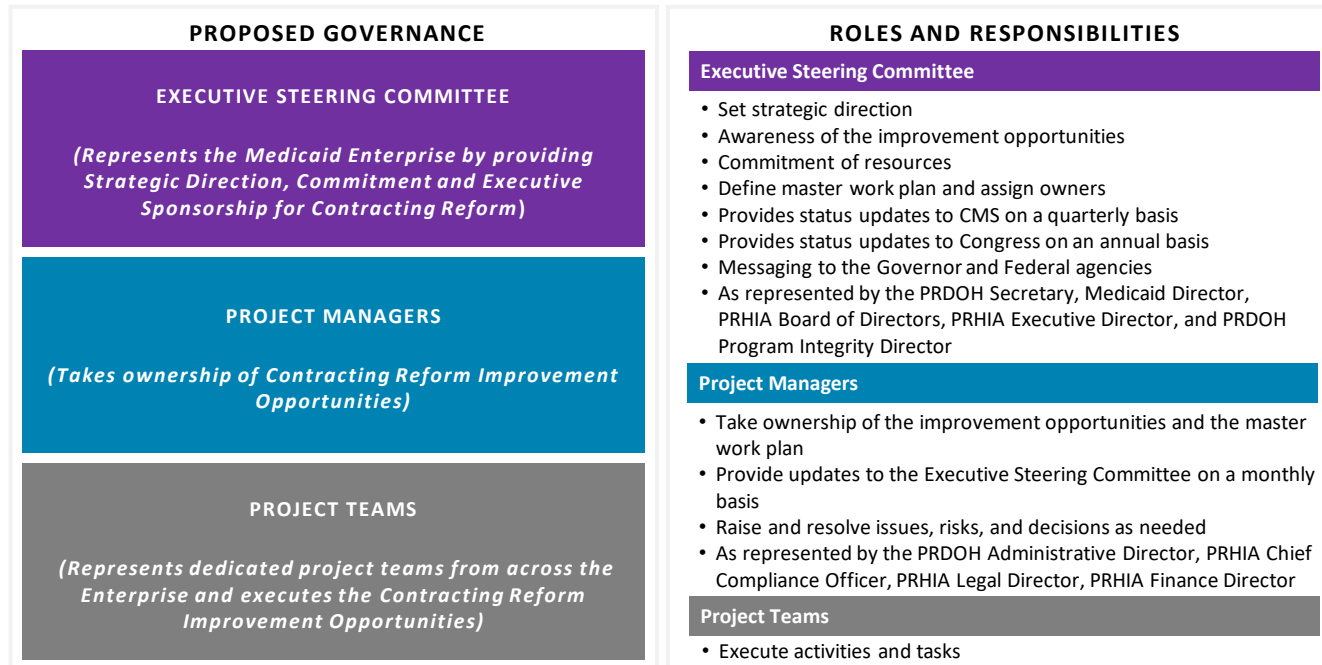 PROPOSED GOVERNANCE
EXECUTIVE STEERING COMMITTEE
(Represents the Medicaid Enterprise by providing
Strategic Direction, Commitment and Executive
Sponsorship for Contracting Reform)
PROJECT MANAGERS
(Takes ownership of Contracting Reform Improvement
Opportunities)
PROJECT TEAMS
(Represents dedicated project teams from across the
Enterprise and executes the Contracting Reform
Improvement Opportunities)
ROLES AND RESPONSIBILITIES
Executive Steering Committee
• Set strategic direction
• Awareness of the improvement opportunities
• Commitment of resources
• Define master work plan and assign owners
• Provides status updates to CMS on a quarterly basis
• Provides status updates to Congress on an annual basis
• Messaging to the Governor and Federal agencies
• As represented by the PRDOH Secretary, Medicaid Director,
PRHIA Board of Directors, PRHIA Executive Director, and PRDOH
Program Integrity Director
Project Managers
• Take ownership of the improvement opportunities and the master
work plan
• Provide updates to the Executive Steering Committee on a monthly
basis
• Raise and resolve issues, risks, and decisions as needed
• As represented by the PRDOH Administrative Director, PRHIA Chief
Compliance Officer, PRHIA Legal Director, PRHIA Finance Director
Project Teams
• Execute activities and tasks